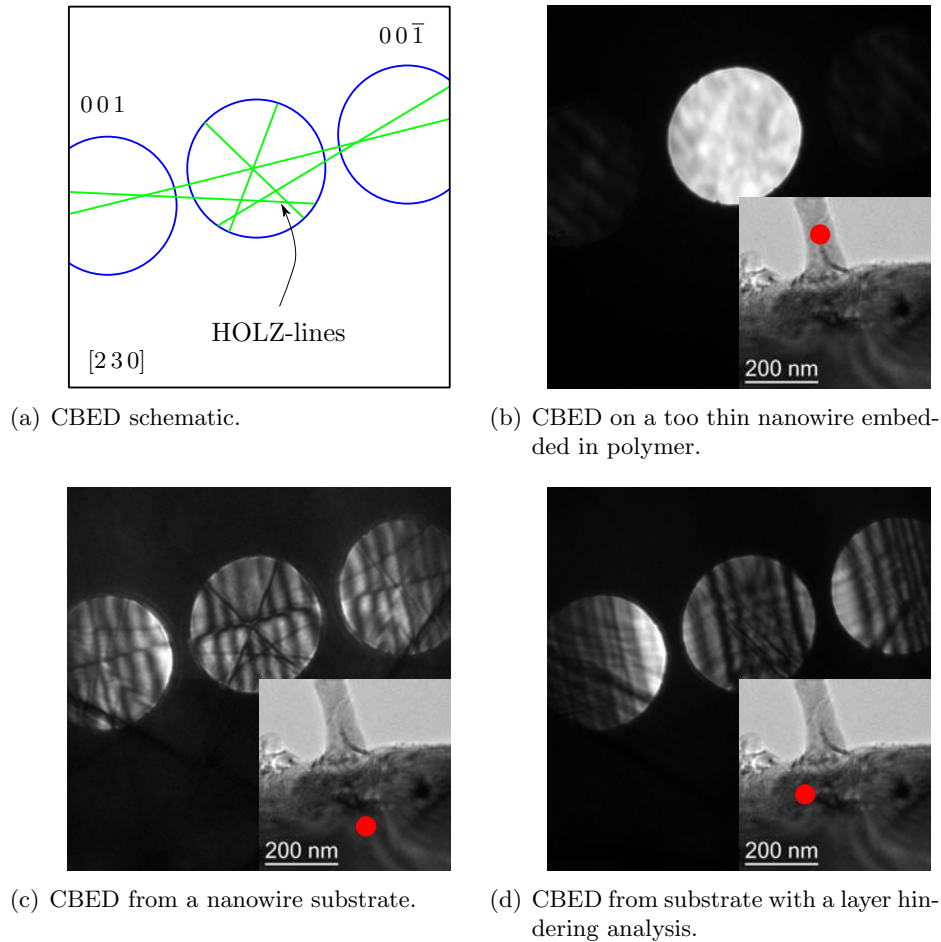 0 0 1̅
0 0 1
HOLZ-lines
[2 3 0]
(a) CBED schematic.
200 nm
(b) CBED on a too thin nanowire embed-
ded in polymer.
200 nm
(c) CBED from a nanowire substrate.
200 nm
(d) CBED from substrate with a layer hin-
dering analysis.